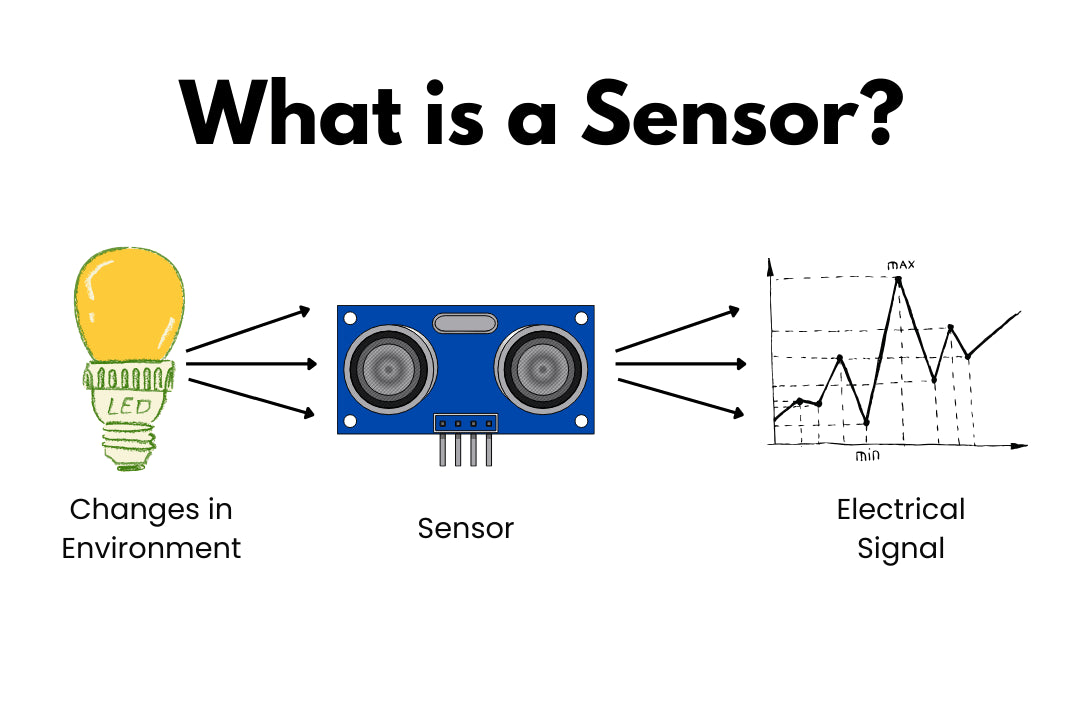 What is a Sensor?
LED
Changes in
Environment
Sensor
max
min
Electrical
Signal